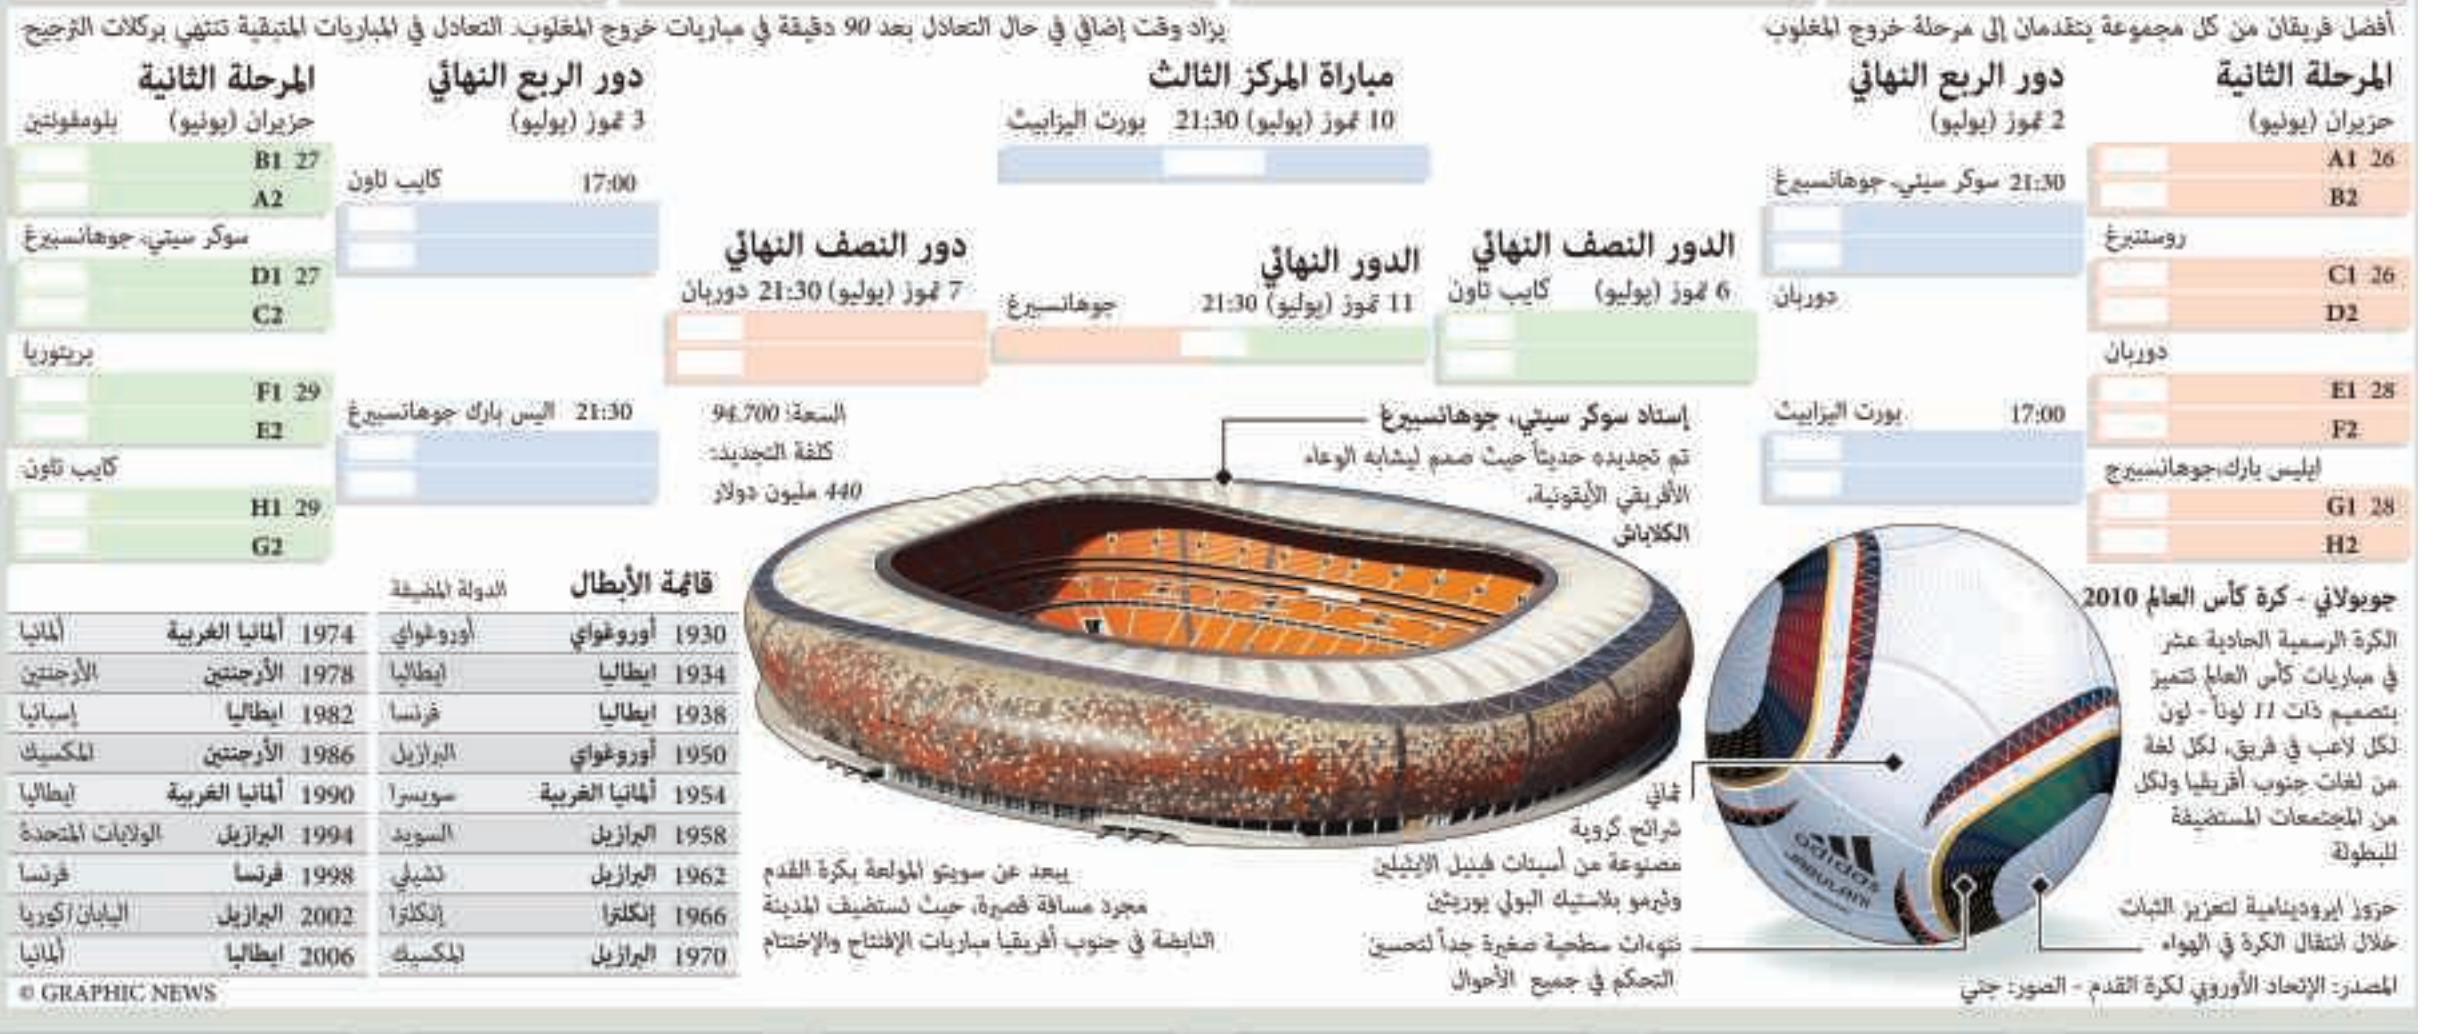 أفضل فريقان من كل مجموعة يتقدمان إلى مرحلة خروج المغلوب
يزاد وقت إضافي في حال التعادل بعد 90 دقيقة في مباريات خروج المغلوب. التعادل في المباريات المتبقية تنتهي بركلات الترجيح
المرحلة الثانية
حزيران (يونيو)
A1 26
B2
روستنبرغ
C1 26
D2
دوربان
E1 28
F2
ايليس بارك،جوهانسبيرج
G1 28
H2
دور الربع النهائي
2 تموز (يوليو)
21:30 سوكر سيتي، جوهانسبيرغ
دوربان
17:00 بورت اليزابيث
الدور النصف النهائي
6 تموز (يوليو) كايب تاون
مباراة المركز الثالث
10 تموز (يوليو) 21:30 بورت اليزابيث
الدور النهائي
11 تموز (يوليو) 21:30 جوهانسبرغ
دور النصف النهائي
7 تموز (يوليو) 21:30 دوربان
دور الربع النهائي
3 تموز (يوليو)
17:00 كايب تاون
21:30 اليس بارك جوهانسبيرغ
المرحلة الثانية
حزيران (يونيو) بلومفونتين
B1 27
A2
سوكر سيتي، جوهانسبيرغ
D1 27
C2
بريتوريا
F1 29
E2
كايب تاون
H1 29
G2
إستاد سوكر سيتي، جوهانسبيرغ
تم تجديده حديثاً حيث صمم ليشابه الوعاء
الأفريقي الأيقونية،
الكلاباش
السعة: 94.700
كلفة التجديد:
440 مليون دولار
يبعد عن سويتو المولعة بكرة القدم
مجرد مسافة قصيرة، حيث تستضيف المدينة
النابضة في جنوب أفريقيا مباريات الإفتتاح والإختتام
جوبولاني - كرة كأس العالم 2010
الكرة الرسمية الحادية عشر
في مباريات كأس العالم تتميز
بتصميم ذات 11 لوناً - لون
لكل لاعب في فريق، لكل لغة
من لغات جنوب أفريقيا ولكل
من المجتمعات المستضيفة
للبطولة
حزوز ايرودينامية لتعزيز الثبات
خلال انتقال الكرة في الهواء
ثماني
شرائح كروية
مصنوعة من أسيتات فينيل الايثيلين
وثيرمو بلاستيك البولي يوريثين
نتوءات سطحية صغيرة جداً لتحسين
التحكم في جميع الأحوال
adidas
JABULANI
قائمة الأبطال الدولة المضيفة
1930 أوروغواي أوروغواي
1934 ايطاليا ايطاليا
1938 ايطاليا فرنسا
1950 أوروغواي البرازيل
1954 ألمانيا الغربية سويسرا
1958 البرازيل السويد
1962 البرازيل تشيلي
1966 إنكلترا إنكلترا
1970 البرازيل المكسيك
1974 ألمانيا الغربية ألمانيا
1978 الأرجنتين الأرجنتين
1982 ايطاليا إسبانيا
1986 الأرجنتين المكسيك
1990 ألمانيا الغربية ايطاليا
1994 البرازيل الولايات المتحدة
1998 فرنسا فرنسا
2002 البرازيل اليابان/كوريا
2006 ايطاليا ألمانيا
المصدر: الإتحاد الأوروبي لكرة القدم - الصور: جتي
© GRAPHIC NEWS